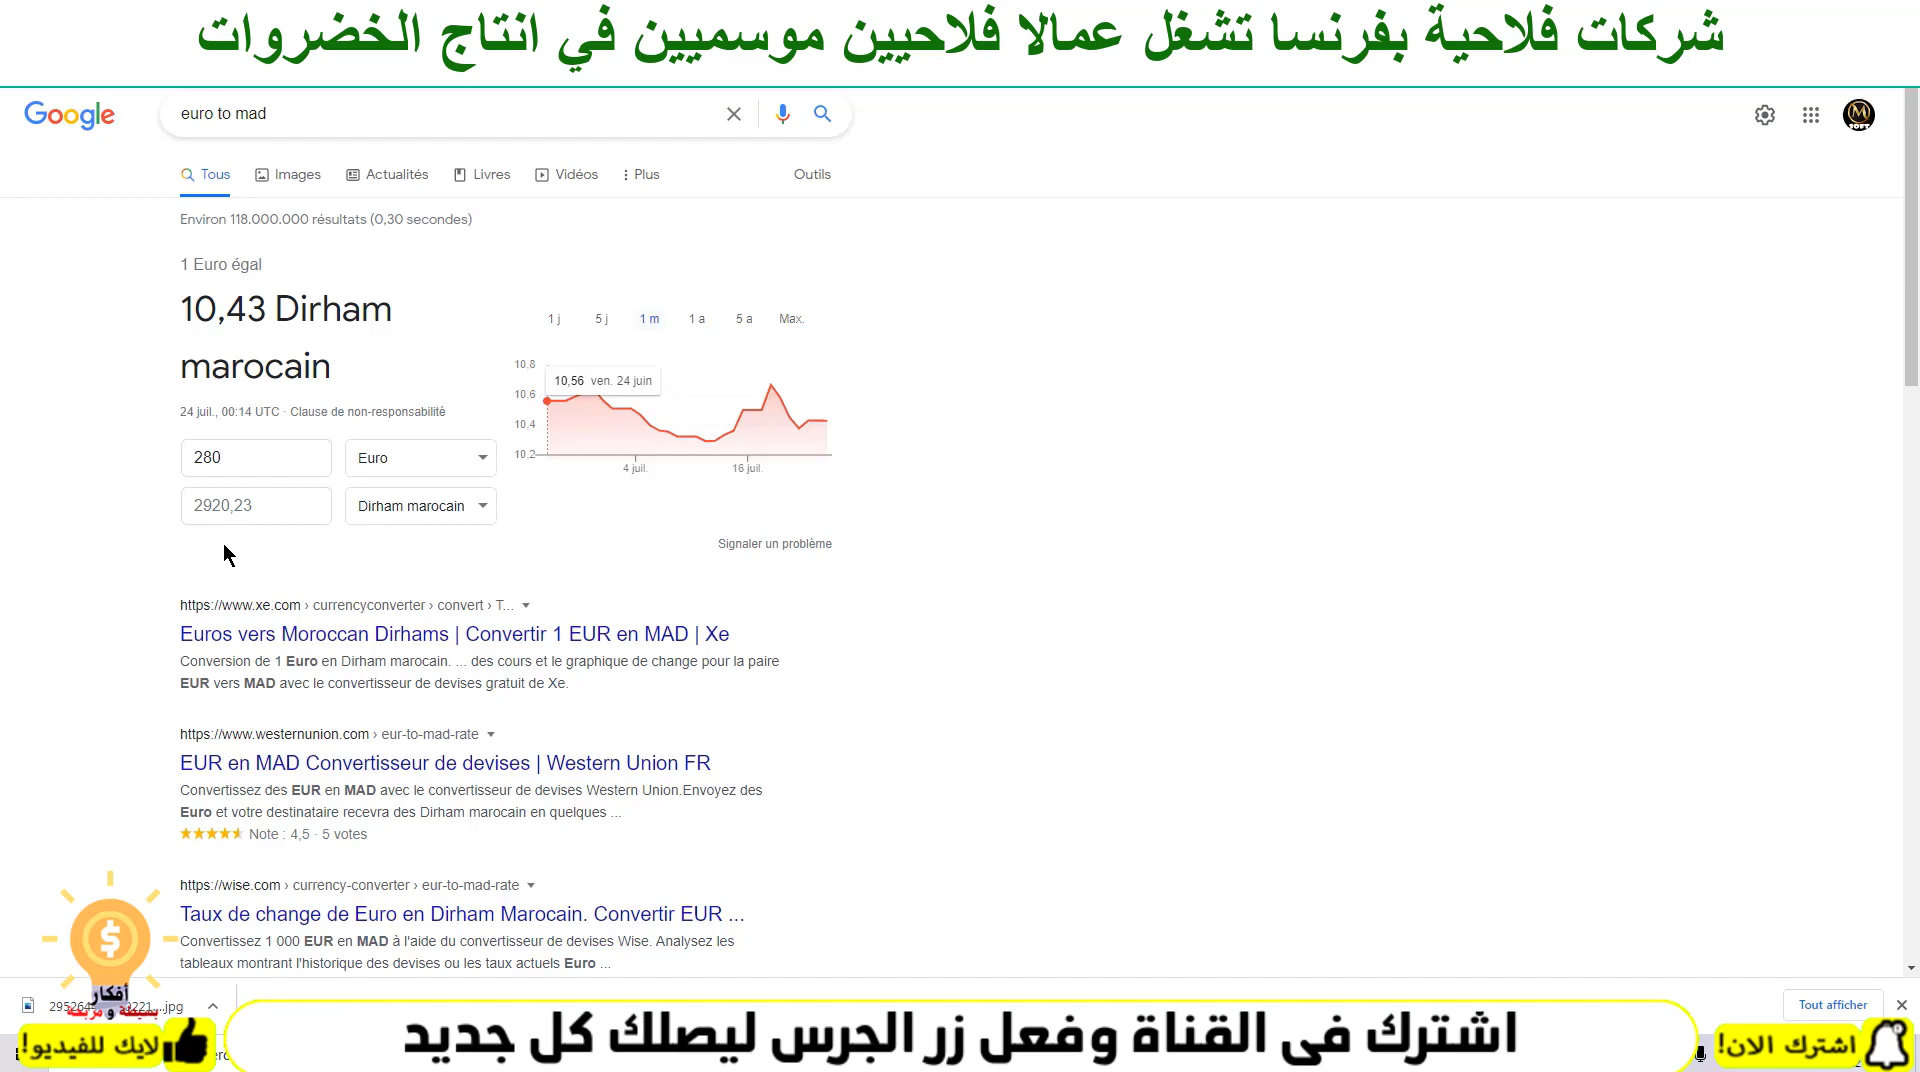 شركات فلاحية بفرنسا تشغل عمالا فلاحيين موسميين في انتاج الخضروات
Google
euro to mad
Tous
Images
Actualités
Livres
Vidéos
Plus
Outils
Environ 118.000.000 résultats (0,30 secondes)
1 Euro égal
10,43 Dirham
marocain
24 juil., 00:14 UTC · Clause de non-responsabilité
280
Euro
2920,23
Dirham marocain
1 j
5 j
1 m
1 a
5 a
Max.
10,8
10,6
10,4
10,2
10,56 ven. 24 juin
4 juil.
16 juil.
Signaler un problème
https://www.xe.com › currencyconverter › convert › T...
Euros vers Moroccan Dirhams | Convertir 1 EUR en MAD | Xe
Conversion de 1 Euro en Dirham marocain. ... des cours et le graphique de change pour la paire
EUR vers MAD avec le convertisseur de devises gratuit de Xe.
https://www.westernunion.com › eur-to-mad-rate
EUR en MAD Convertisseur de devises | Western Union FR
Convertissez des EUR en MAD avec le convertisseur de devises Western Union.Envoyez des
Euro et votre destinataire recevra des Dirham marocain en quelques ...
Note : 4,5 · 5 votes
https://wise.com › currency-converter › eur-to-mad-rate
Taux de change de Euro en Dirham Marocain. Convertir EUR ...
Convertissez 1 000 EUR en MAD à l'aide du convertisseur de devises Wise. Analysez les
tableaux montrant l'historique des devises ou les taux actuels Euro ...
أفكار
بسيطة و مربحة
Tout afficher
لايك للفيديو!
اشترك في القناة وفعل زر الجرس ليصلك كل جديد
اشترك الان!